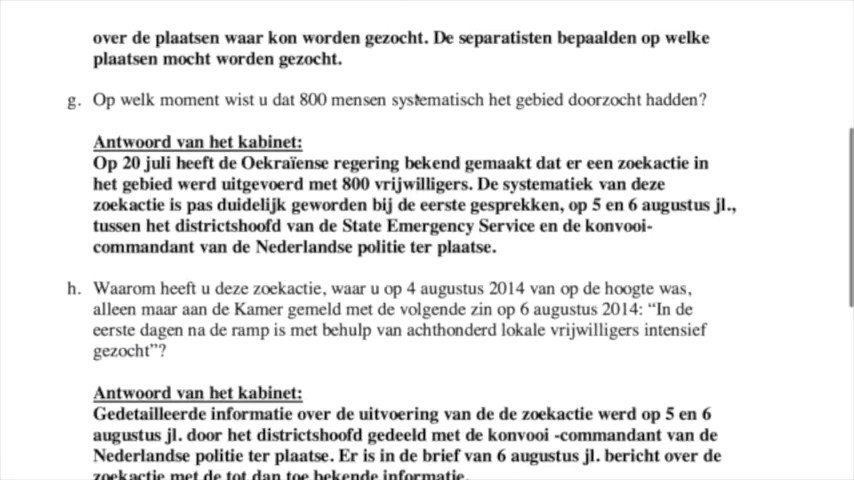 over de plaatsen waar kon worden gezocht. De separatisten bepaalden op welke
plaatsen mocht worden gezocht.
g. Op welk moment wist u dat 800 mensen systematisch het gebied doorzocht hadden?
Antwoord van het kabinet:
Op 20 juli heeft de Oekraïense regering bekend gemaakt dat er een zoekactie in
het gebied werd uitgevoerd met 800 vrijwilligers. De systematiek van deze
zoekactie is pas duidelijk geworden bij de eerste gesprekken, op 5 en 6 augustus jl.,
tussen het districtshoofd van de State Emergency Service en de konvooi-
commandant van de Nederlandse politie ter plaatse.
h. Waarom heeft u deze zoekactie, waar u op 4 augustus 2014 van op de hoogte was,
alleen maar aan de Kamer gemeld met de volgende zin op 6 augustus 2014: “In de
eerste dagen na de ramp is met behulp van achthonderd lokale vrijwilligers intensief
gezocht”?
Antwoord van het kabinet:
Gedetailleerde informatie over de uitvoering van de de zoekactie werd op 5 en 6
augustus jl. door het districtshoofd gedeeld met de konvooi -commandant van de
Nederlandse politie ter plaatse. Er is in de brief van 6 augustus jl. bericht over de
zoekactie met de tot dan toe bekende informatie.